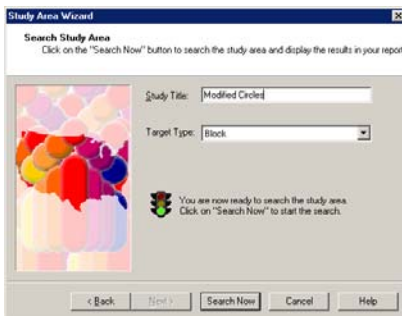 Study Area Wizard
Search Study Area
Click on the "Search Now" button to search the study area and display the results in your report
Study Title: Modified Circles
Target Type: Block
You are now ready to search the study area.
Click on "Search Now" to start the search.
< Back Next > Search Now Cancel Help